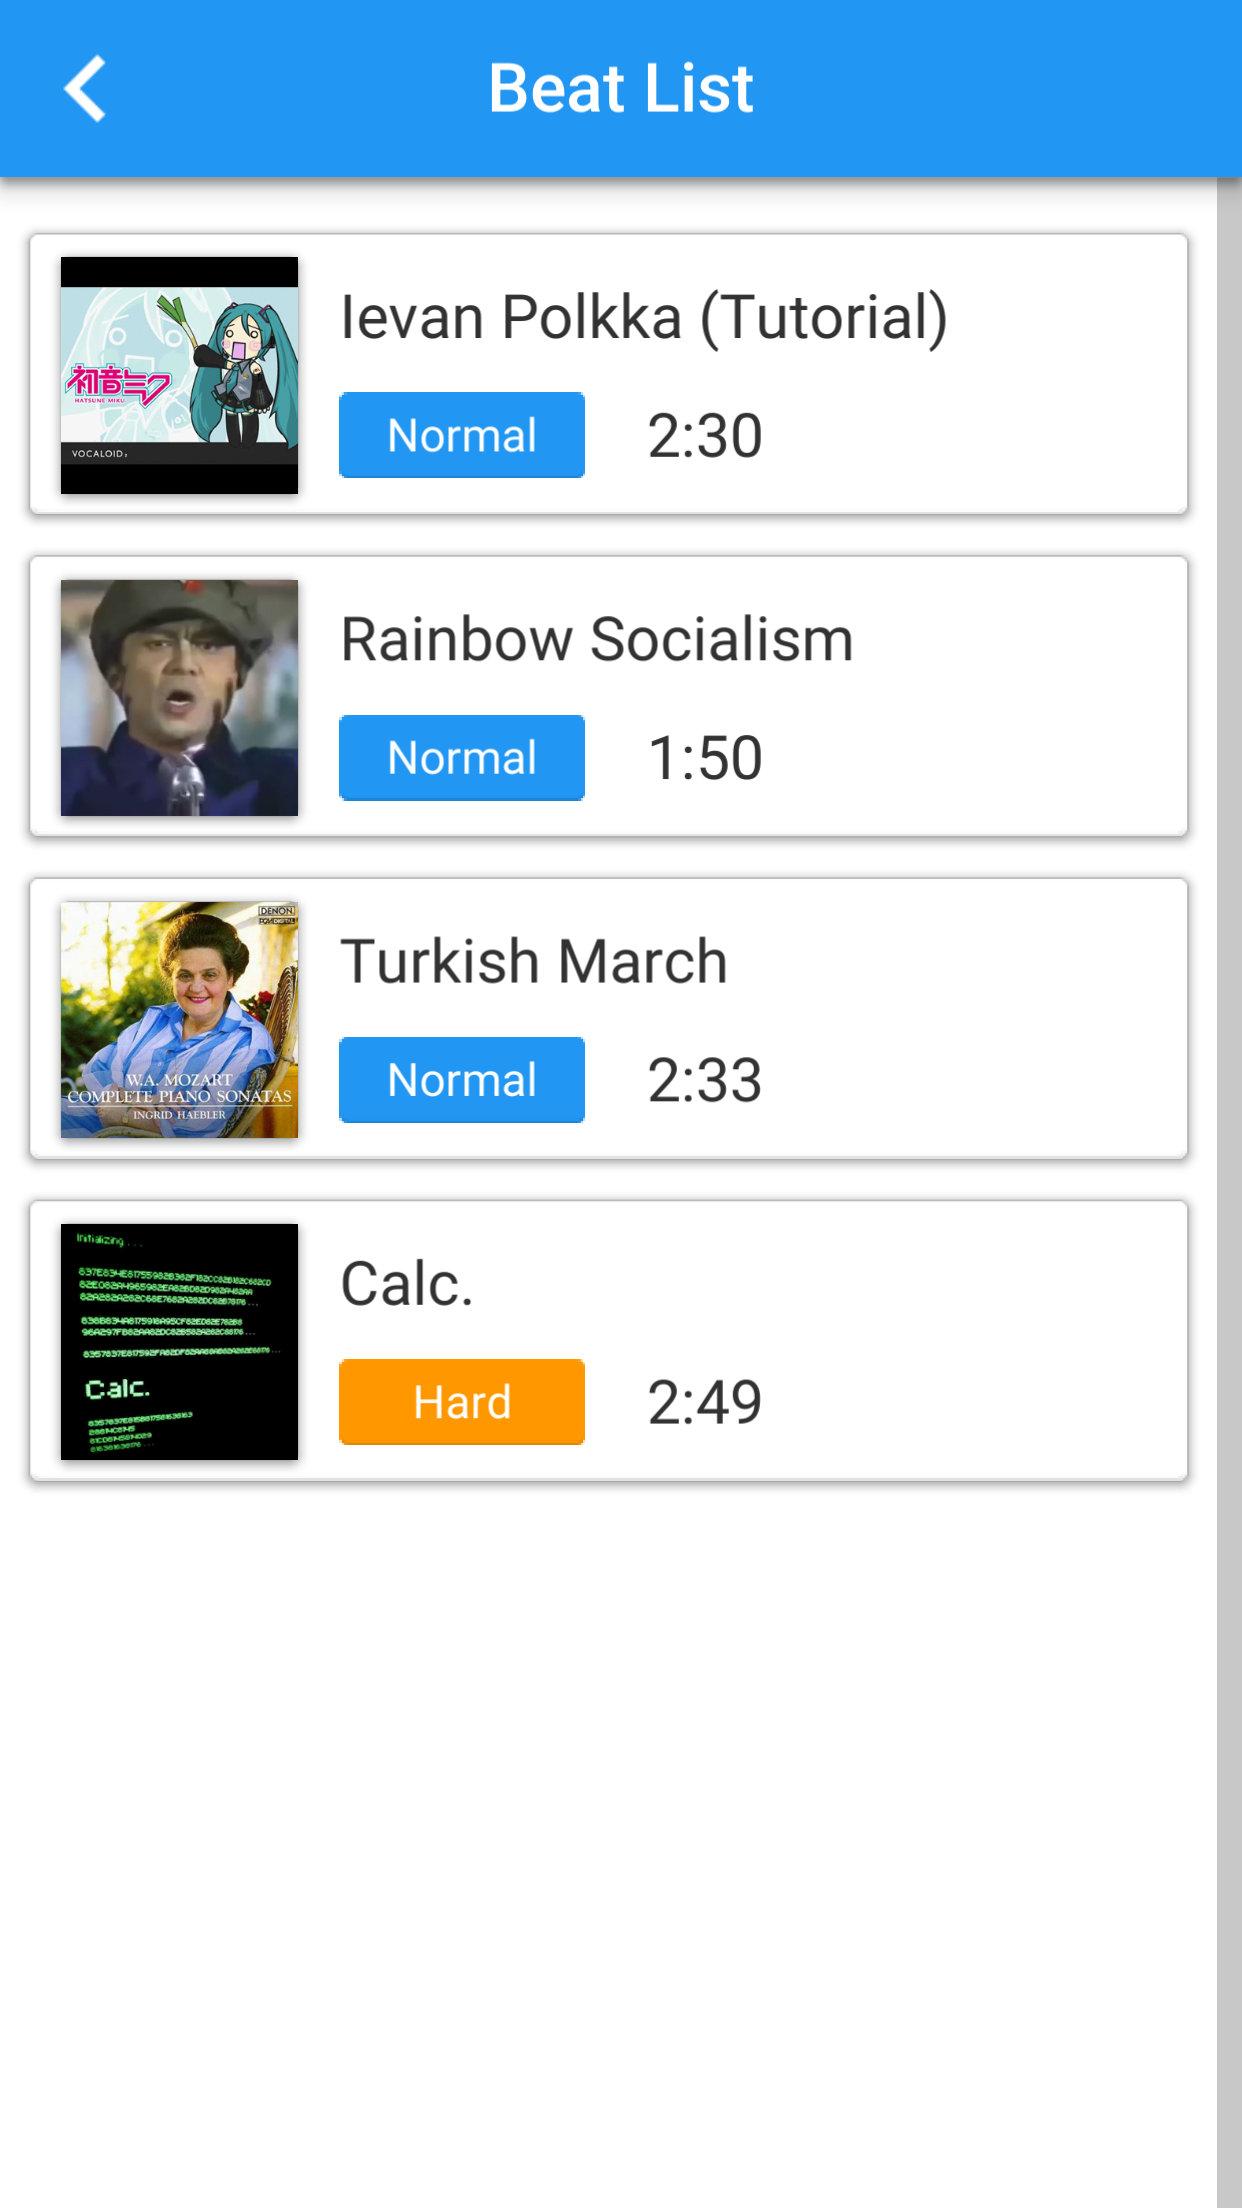 Beat List
Ievan Polkka (Tutorial)
初音ミク
HATSUNE MIKU
VOCALOID
Normal
2:30
Rainbow Socialism
Normal
1:50
DENON
Turkish March
W.A. MOZART
COMPLETE PIANO SONATAS
INGRID HAEBLER
Normal
2:33
Initializing . . .
Calc.
Calc.
Hard
2:49